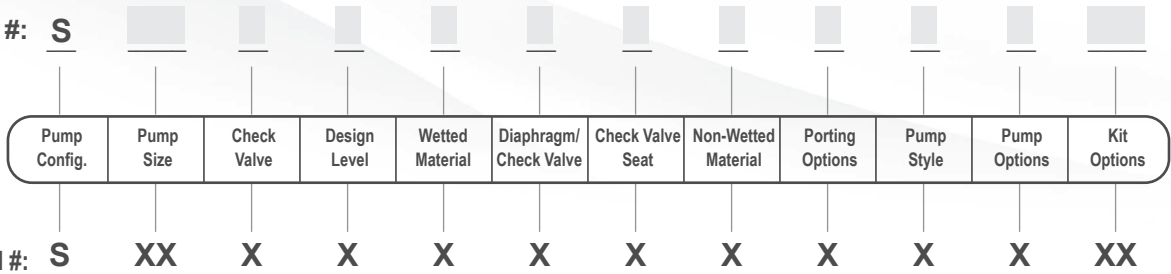 #: S
Pump Config. Pump Size Check Valve Design Level Wetted Material Diaphragm/ Check Valve Check Valve Seat Non-Wetted Material Porting Options Pump Style Pump Options Kit Options
#: S XX X X X X X X X X X XX